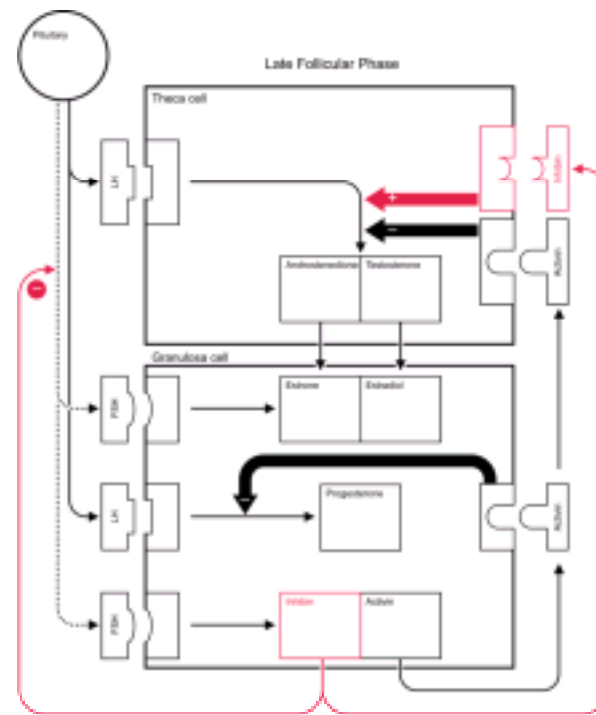 Pituitary
Late Follicular Phase
Theca cell
LH
Inhibin
+
−
Activin
Androstenedione
Testosterone
−
Granulosa cell
FSH
Estrone
Estradiol
LH
−
Progesterone
Activin
FSH
Inhibin
Activin